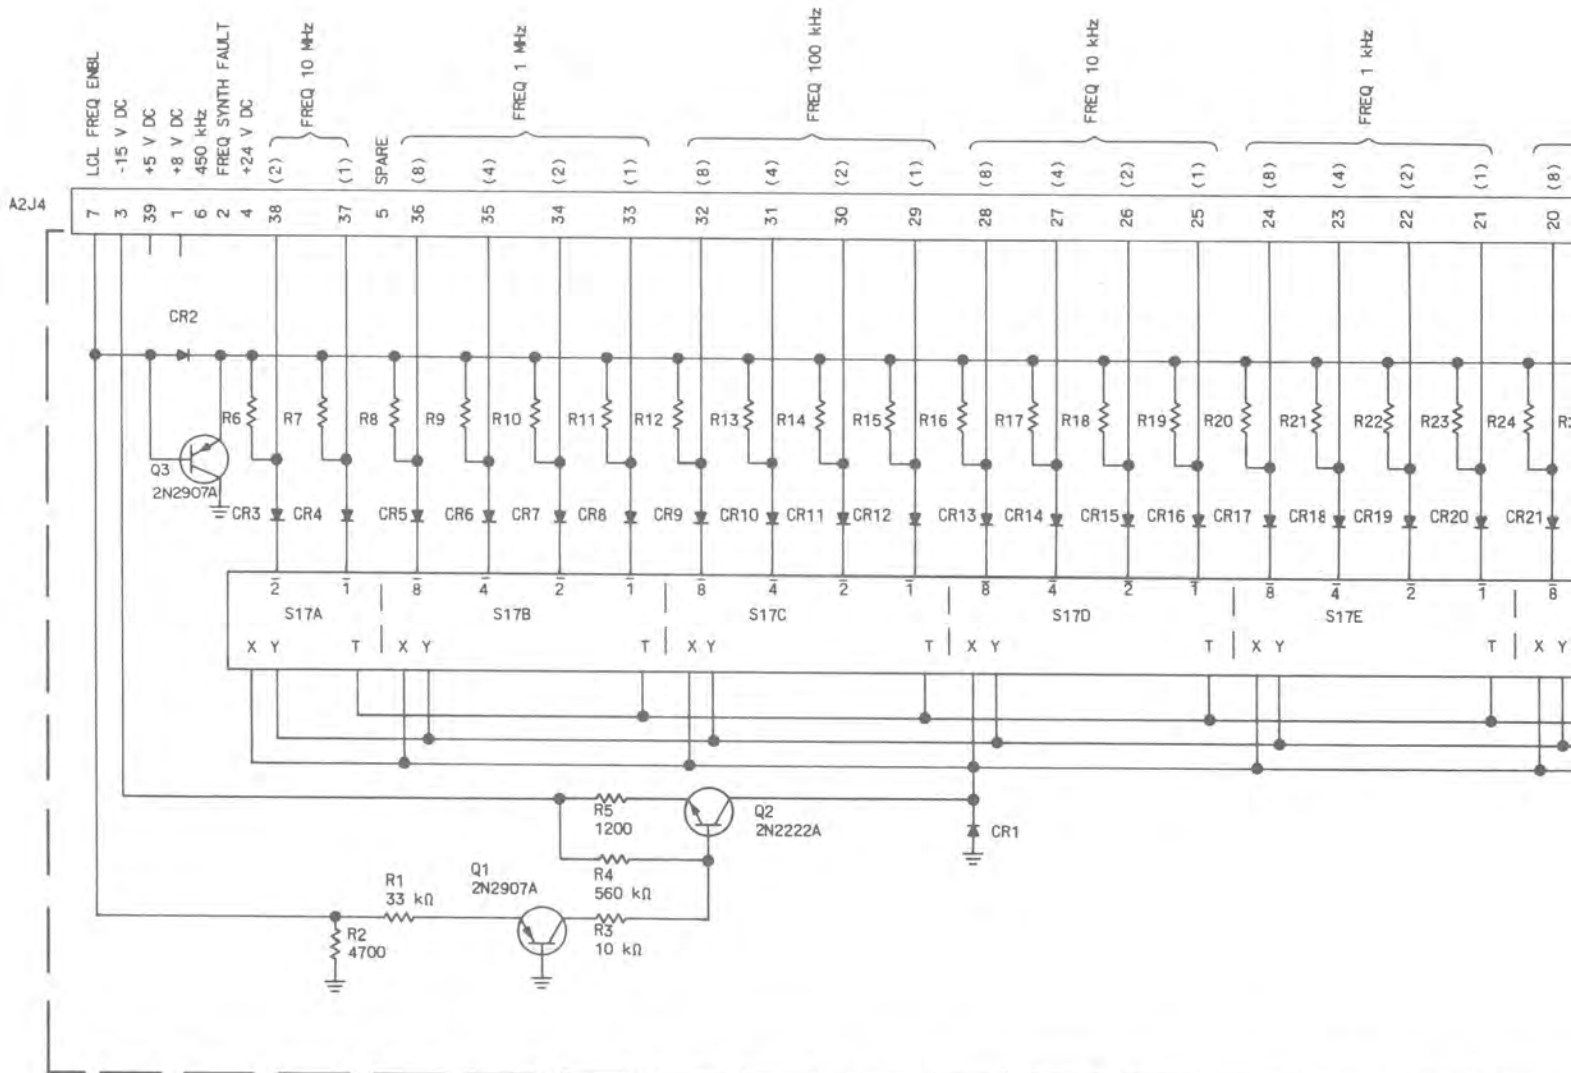 LCL FREQ ENBL
-15 V DC
+5 V DC
+8 V DC
450 kHz
FREQ SYNTH FAULT
+24 V DC
FREQ 10 MHz
(2) (1)
SPARE
FREQ 1 MHz
(8) (4) (2) (1)
FREQ 100 kHz
(8) (4) (2) (1)
FREQ 10 kHz
(8) (4) (2) (1)
FREQ 1 kHz
(8) (4) (2) (1)
(8)
A2J4
7 3 39 1 6 2 4 38 37 5 36 35 34 33 32 31 30 29 28 27 26 25 24 23 22 21 20
CR2
R6 R7 R8 R9 R10 R11 R12 R13 R14 R15 R16 R17 R18 R19 R20 R21 R22 R23 R24
Q3
2N2907A
CR3 CR4 CR5 CR6 CR7 CR8 CR9 CR10 CR11 CR12 CR13 CR14 CR15 CR16 CR17 CR18 CR19 CR20 CR21
2̅ 1̅ 8̅ 4̅ 2̅ 1̅ 8̅ 4̅ 2̅ 1̅ 8̅ 4̅ 2̅ 1̅ 8̅ 4̅ 2̅ 1̅ 8̅
S17A S17B S17C S17D S17E
X Y T X Y T X Y T X Y T X Y T X Y
R5
1200
Q2
2N2222A
CR1
R4
560 kΩ
Q1
2N2907A
R1
33 kΩ
R2
4700
R3
10 kΩ